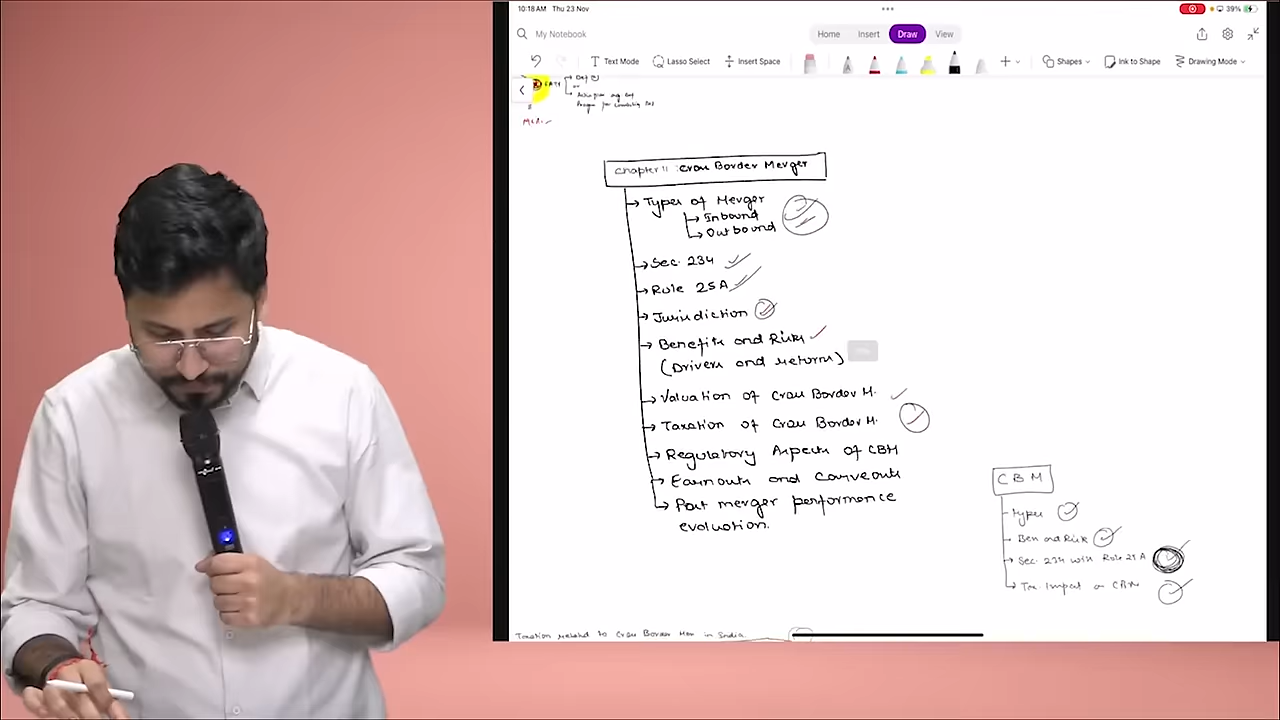 10:18 AM Thu 23 Nov
39%
My Notebook
Home Insert Draw View
Text Mode Lasso Select Insert Space Shapes Ink to Shape Drawing Mode
Chapter 11 : Cross Border Merger
Types of Merger
Inbound
Outbound
Sec. 234
Rule 25A
Jurisdiction
Benefits and Risks
(Drivers and returns)
Valuation of Cross Border M.
Taxation of Cross Border M.
Regulatory Aspects of CBM
Earnouts and Carveouts
Post merger performance
evaluation.
CBM
Types
Ben and Risk
Sec. 234 with Rule 25A
Tax. Impact on CBM
Taxation related to Cross Border Mer in India